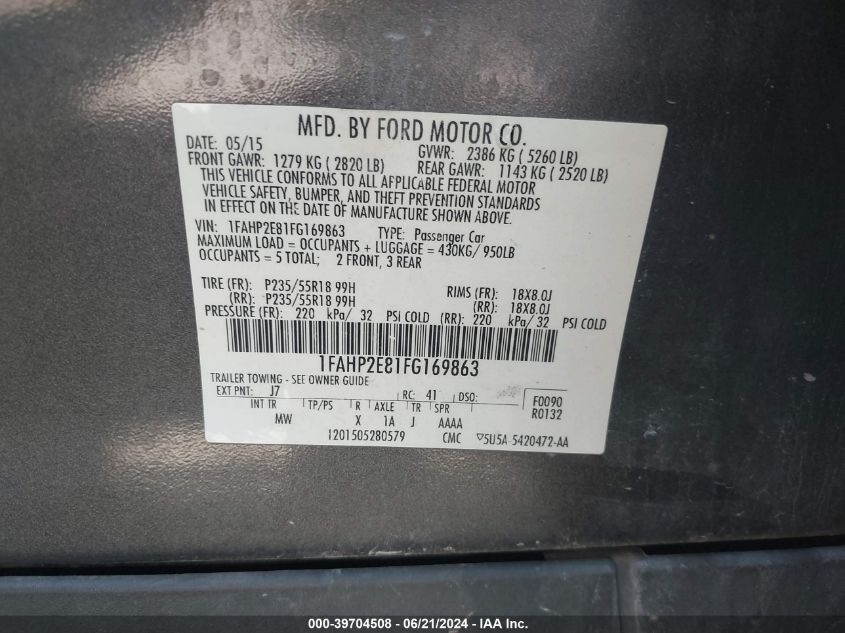 MFD. BY FORD MOTOR CO.
DATE: 05/15 GVWR: 2386 KG ( 5260 LB)
FRONT GAWR: 1279 KG ( 2820 LB) REAR GAWR: 1143 KG ( 2520 LB)
THIS VEHICLE CONFORMS TO ALL APPLICABLE FEDERAL MOTOR
VEHICLE SAFETY, BUMPER, AND THEFT PREVENTION STANDARDS
IN EFFECT ON THE DATE OF MANUFACTURE SHOWN ABOVE.
VIN: 1FAHP2E81FG169863 TYPE: Passenger Car
MAXIMUM LOAD = OCCUPANTS + LUGGAGE = 430KG/ 950LB
OCCUPANTS = 5 TOTAL; 2 FRONT, 3 REAR
TIRE (FR): P235/55R18 99H RIMS (FR): 18X8.0J
(RR): P235/55R18 99H (RR): 18X8.0J
PRESSURE (FR): 220 kPa/ 32 PSI COLD (RR): 220 kPa/ 32 PSI COLD
1FAHP2E81FG169863
TRAILER TOWING - SEE OWNER GUIDE
EXT PNT: J7 RC: 41 DSO: F0090
INT TR TP/PS R AXLE TR SPR R0132
MW X 1A J AAAA
1201505280579 CMC ▽5U5A-5420472-AA
000-39704508 - 06/21/2024 - IAA Inc.